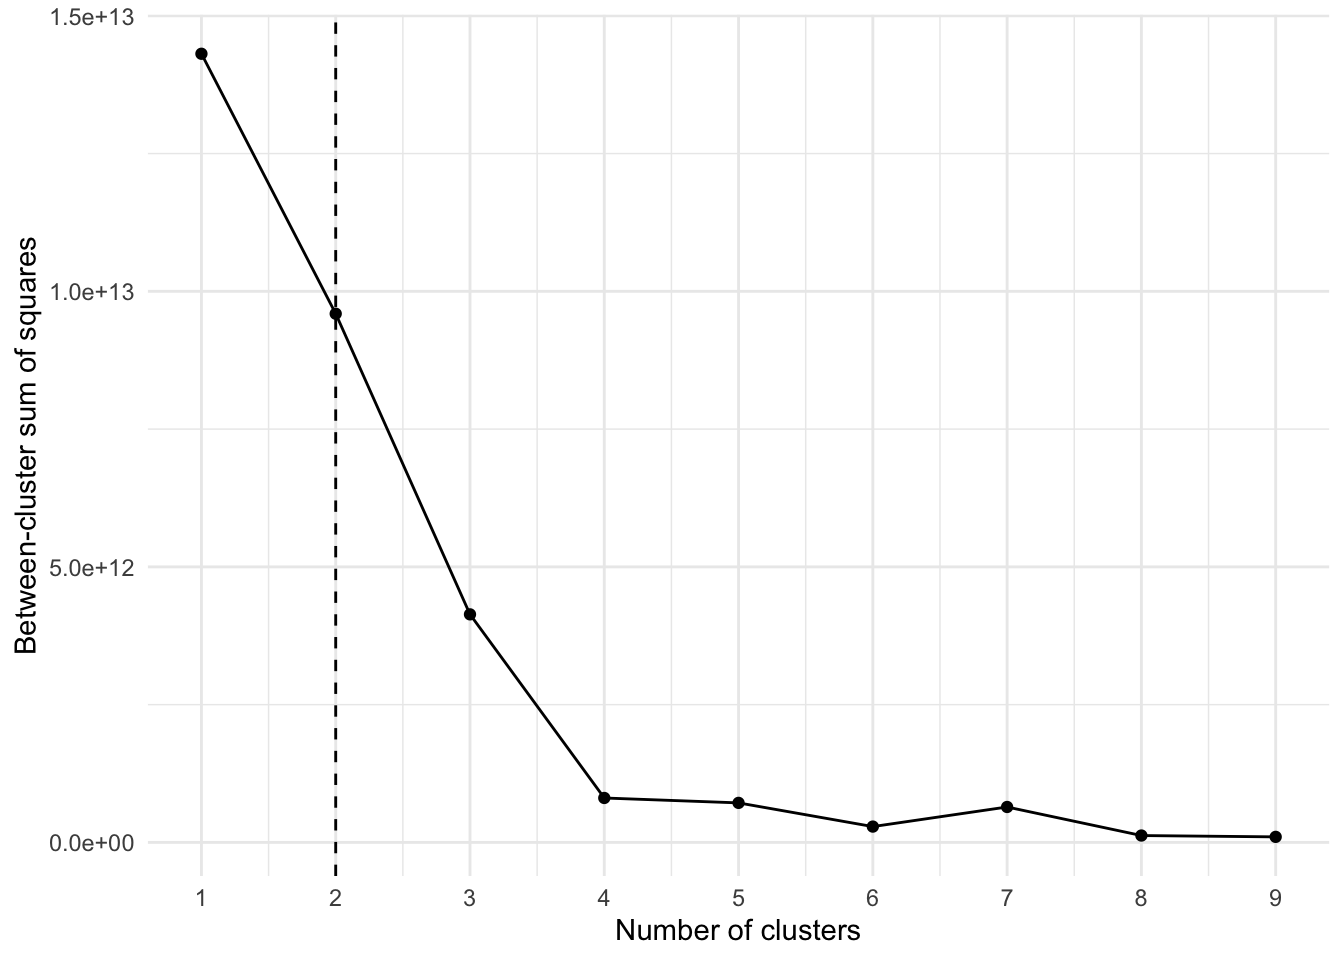 1.5e+13
1.0e+13
5.0e+12
0.0e+00
Between-cluster sum of squares
1 2 3 4 5 6 7 8 9
Number of clusters